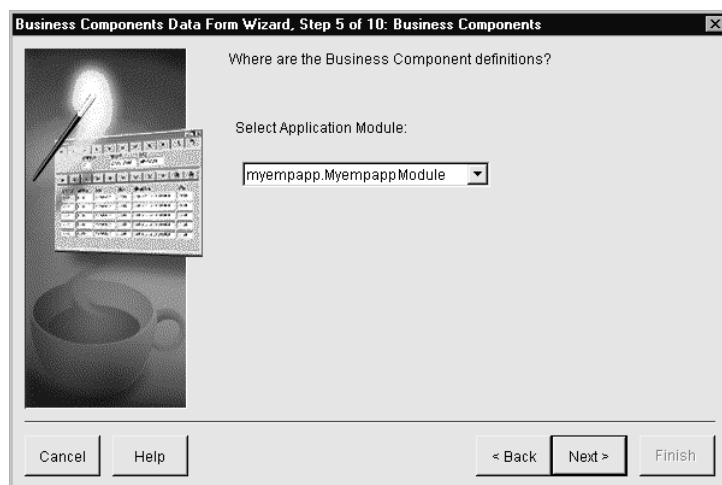 Business Components Data Form Wizard, Step 5 of 10: Business Components
Where are the Business Component definitions?
Select Application Module:
myempapp.MyempappModule
Cancel
Help
< Back
Next >
Finish